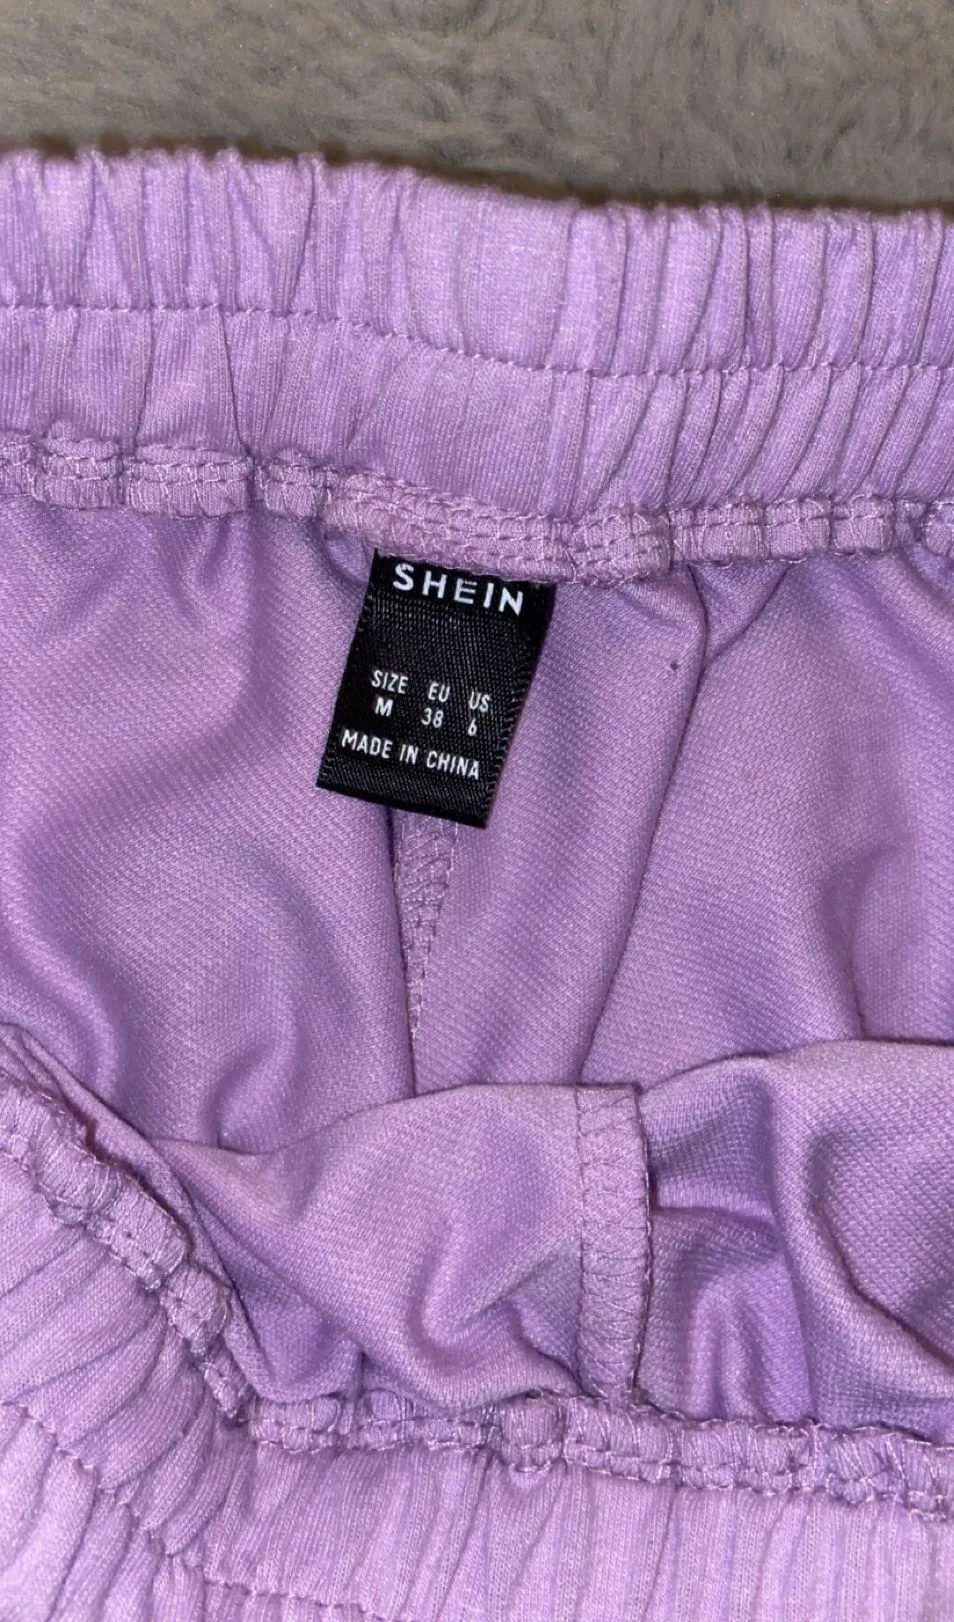 SHEIN
SIZE EU US
M 38 6
MADE IN CHINA